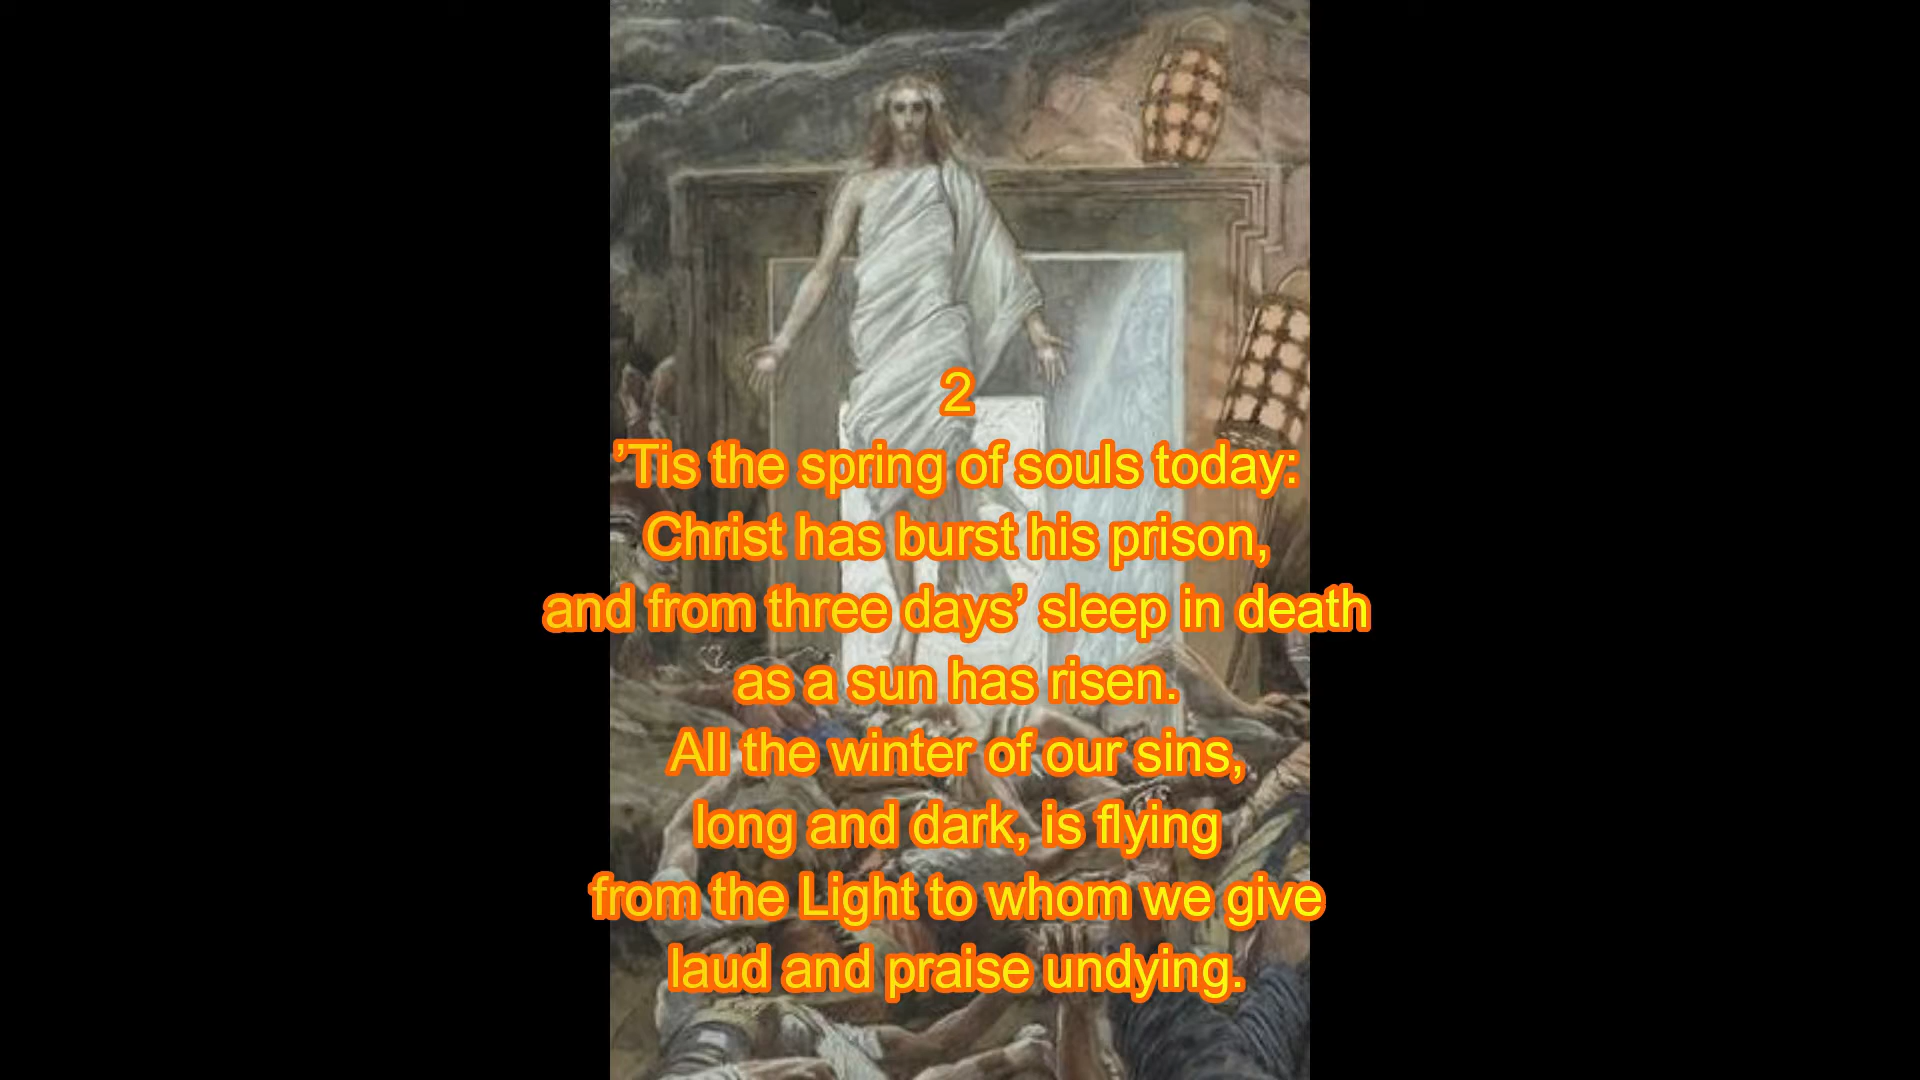 2
’Tis the spring of souls today:
Christ has burst his prison,
and from three days’ sleep in death
as a sun has risen.
All the winter of our sins,
long and dark, is flying
from the Light to whom we give
laud and praise undying.